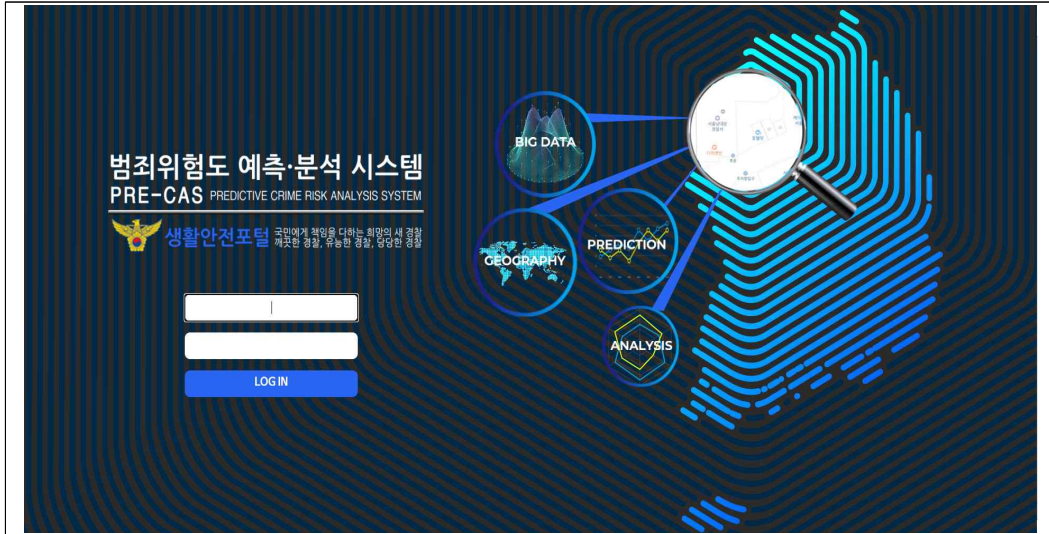 범죄위험도 예측·분석 시스템
PRE-CAS PREDICTIVE CRIME RISK ANALYSIS SYSTEM
생활안전포털
국민에게 책임을 다하는 희망의 새 경찰
깨끗한 경찰, 유능한 경찰, 당당한 경찰
LOG IN
BIG DATA
GEOGRAPHY
PREDICTION
ANALYSIS